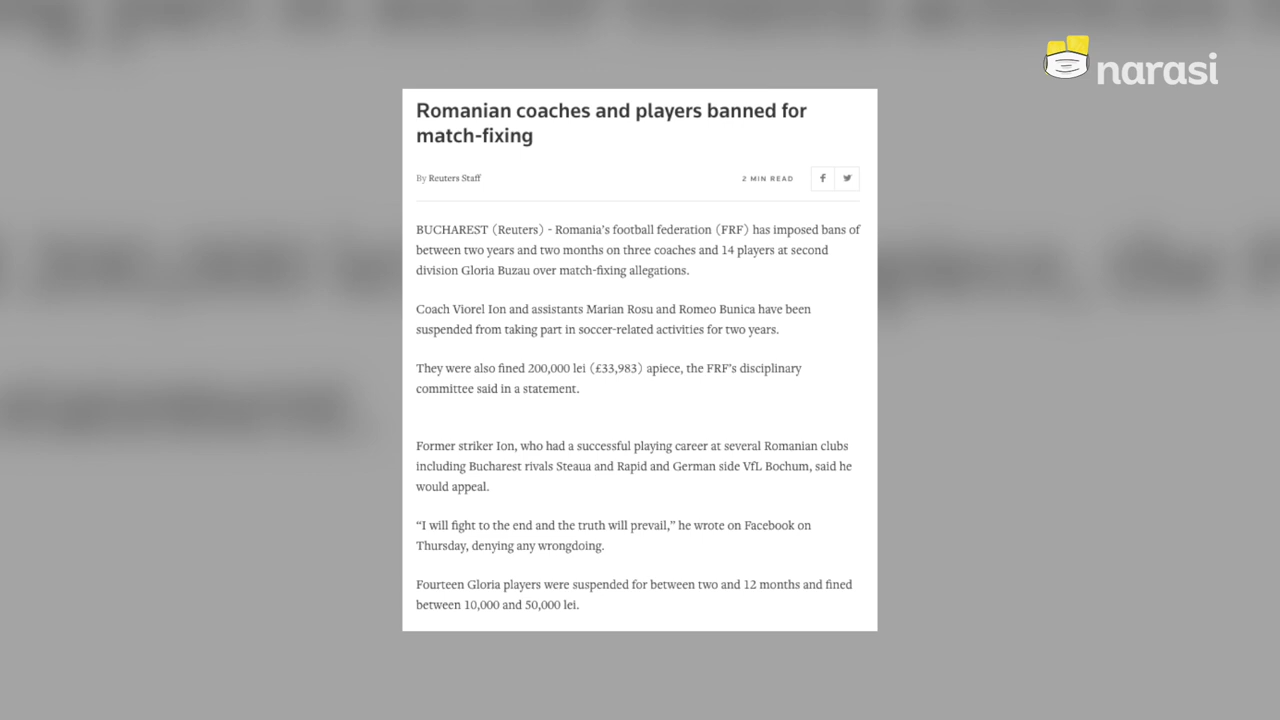 narasi
Romanian coaches and players banned for
match-fixing
By Reuters Staff
2 MIN READ
BUCHAREST (Reuters) - Romania’s football federation (FRF) has imposed bans of
between two years and two months on three coaches and 14 players at second
division Gloria Buzau over match-fixing allegations.
Coach Viorel Ion and assistants Marian Rosu and Romeo Bunica have been
suspended from taking part in soccer-related activities for two years.
They were also fined 200,000 lei (£33,983) apiece, the FRF’s disciplinary
committee said in a statement.
Former striker Ion, who had a successful playing career at several Romanian clubs
including Bucharest rivals Steaua and Rapid and German side VfL Bochum, said he
would appeal.
“I will fight to the end and the truth will prevail,” he wrote on Facebook on
Thursday, denying any wrongdoing.
Fourteen Gloria players were suspended for between two and 12 months and fined
between 10,000 and 50,000 lei.